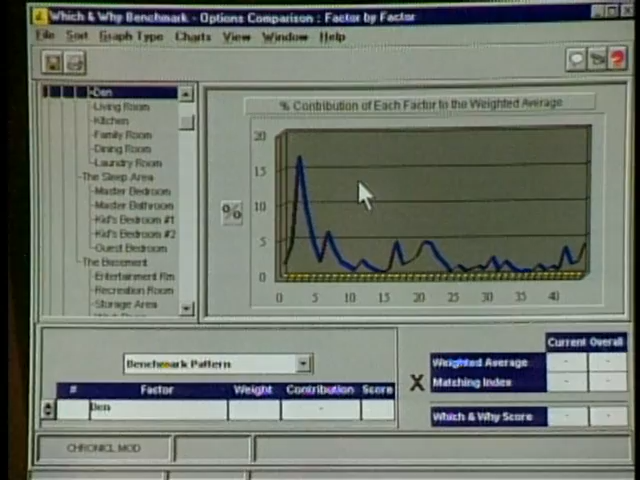 Which & Why Benchmark - Options Comparison : Factor by Factor
File Sort Graph Type Charts View Window Help
Den
Living Room
Kitchen
Family Room
Dining Room
Laundry Room
The Sleep Area
Master Bedroom
Master Bathroom
Kid's Bedroom #1
Kid's Bedroom #2
Guest Bedroom
The Basement
Entertainment Rm
Recreation Room
Storage Area
% Contribution of Each Factor to the Weighted Average
20
15
10
5
0
%
0 5 10 15 20 25 30 35 40
Benchmark Pattern
# Factor Weight Contribution Score
Den -
Current Overall
X
Weighted Average - -
Matching Index - -
Which & Why Score - -
CHRONICL.MOD